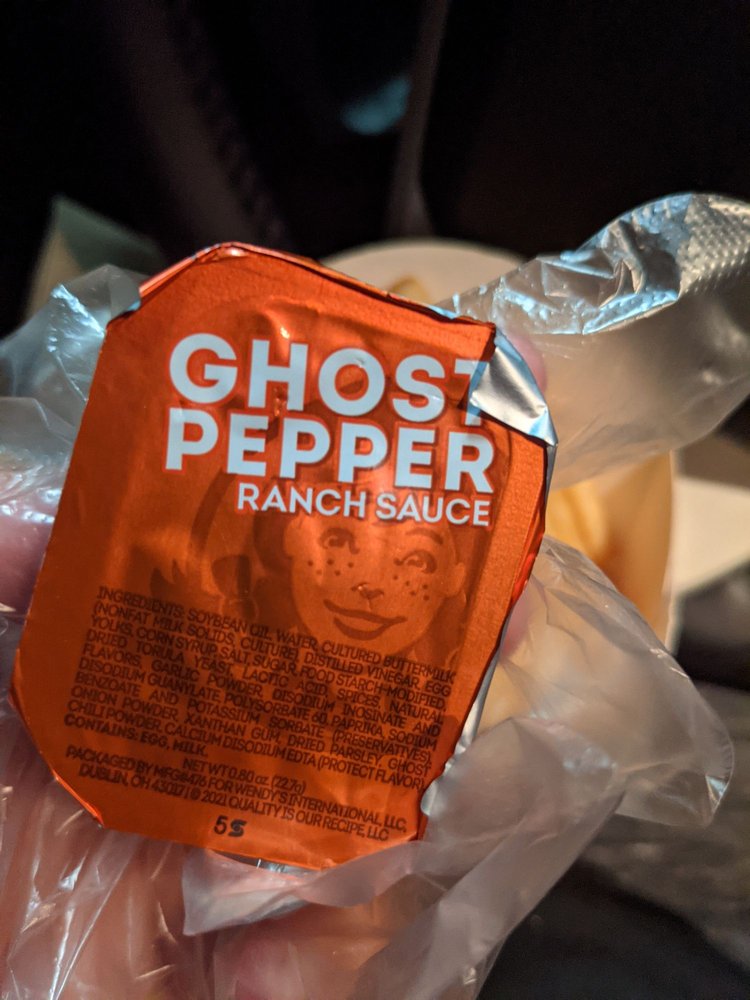 GHOST
PEPPER
RANCH SAUCE
INGREDIENTS: SOYBEAN OIL, WATER, CULTURED BUTTERMILK
(NONFAT MILK SOLIDS, CULTURE), DISTILLED VINEGAR, EGG
YOLKS, CORN SYRUP, SALT, SUGAR, FOOD STARCH-MODIFIED,
DRIED TORULA YEAST, LACTIC ACID, SPICES, NATURAL
FLAVORS, GARLIC POWDER, DISODIUM INOSINATE AND
DISODIUM GUANYLATE, POLYSORBATE 60, PAPRIKA, SODIUM
BENZOATE AND POTASSIUM SORBATE (PRESERVATIVES),
ONION POWDER, XANTHAN GUM, DRIED PARSLEY, GHOST
CHILI POWDER, CALCIUM DISODIUM EDTA (PROTECT FLAVOR)
CONTAINS: EGG, MILK.
NET WT 0.80 oz. (22.7g)
PACKAGED BY MFG#476 FOR WENDY'S INTERNATIONAL, LLC,
DUBLIN, OH 43017 | © 2021 QUALITY IS OUR RECIPE, LLC